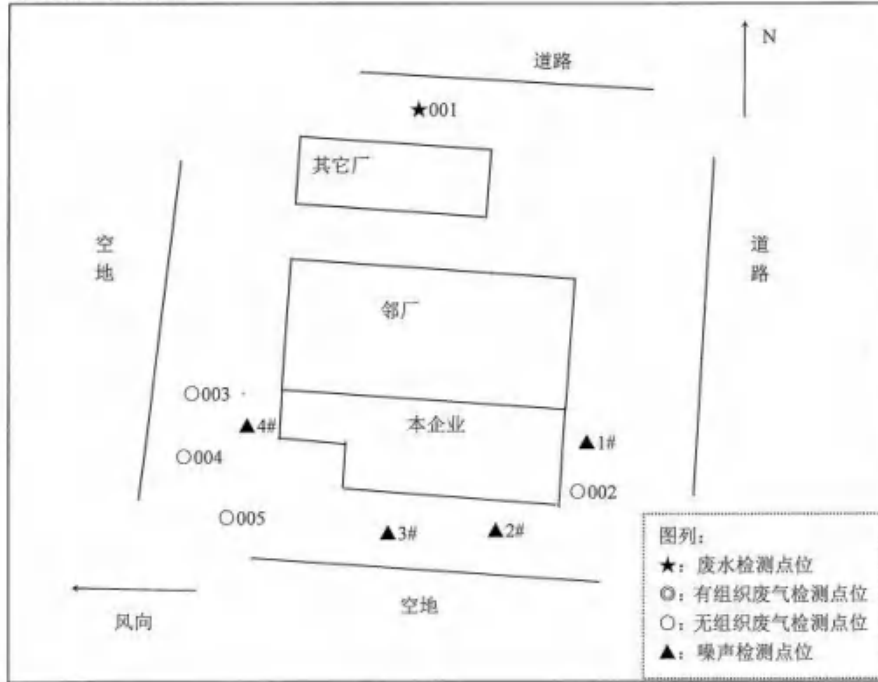 道路
N
★001
其它厂
空地
道路
邻厂
○003
▲4#
本企业
▲1#
○004
○002
○005
▲3#
▲2#
空地
风向
图列：
★：废水检测点位
◎：有组织废气检测点位
○：无组织废气检测点位
▲：噪声检测点位